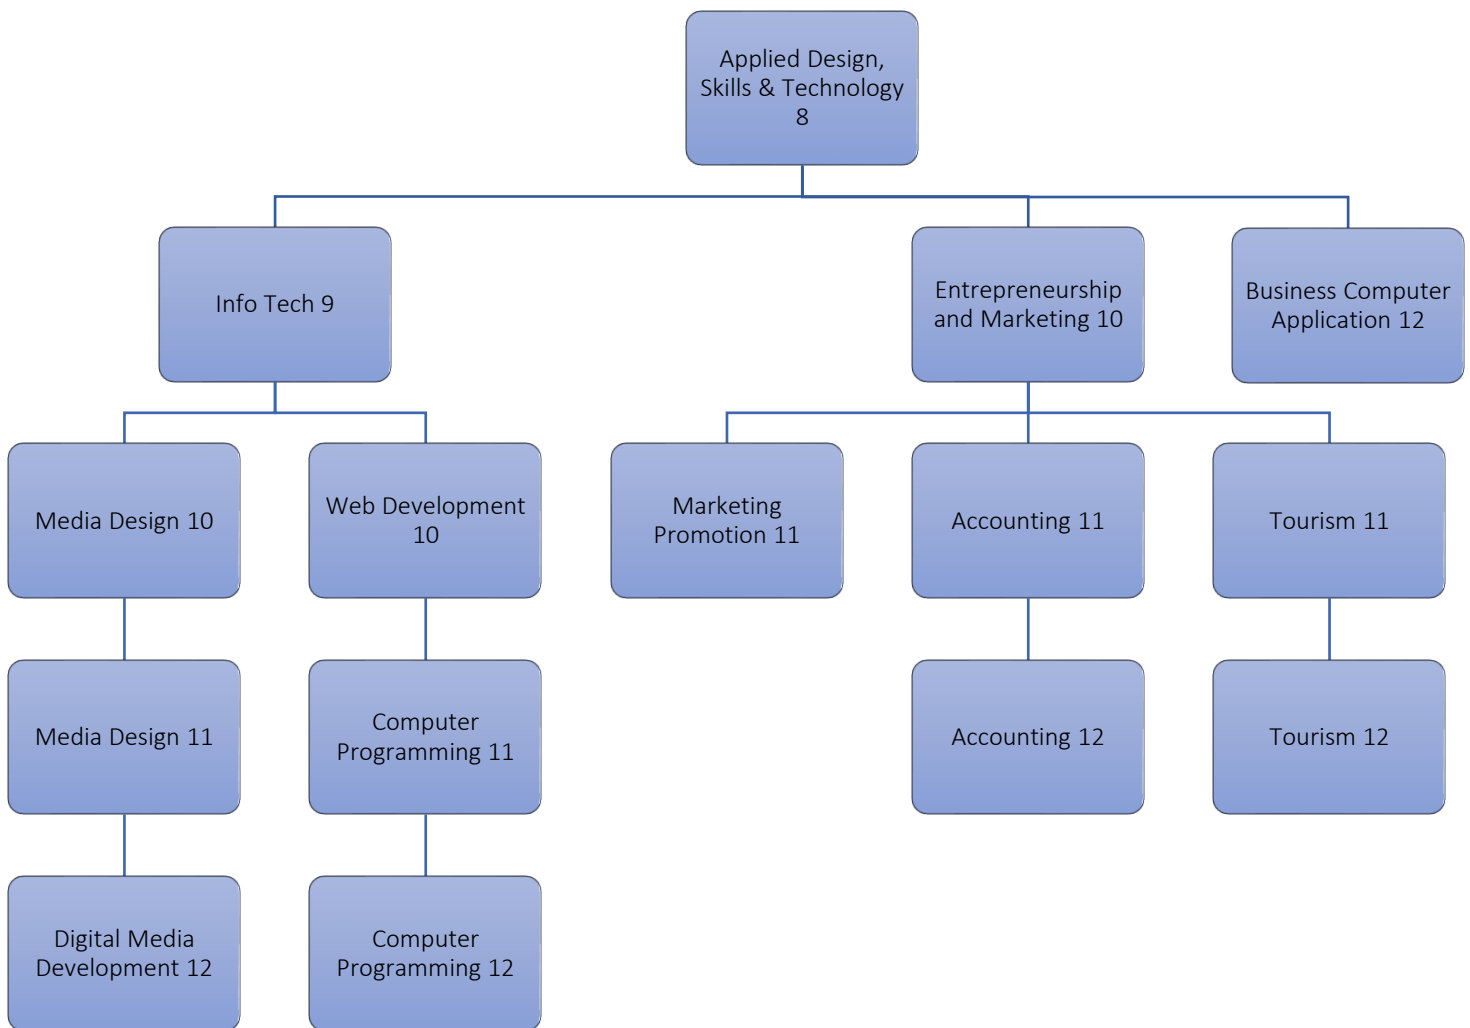 Applied Design,
Skills & Technology
8
Info Tech 9
Entrepreneurship
and Marketing 10
Business Computer
Application 12
Media Design 10
Web Development
10
Marketing
Promotion 11
Accounting 11
Tourism 11
Media Design 11
Computer
Programming 11
Accounting 12
Tourism 12
Digital Media
Development 12
Computer
Programming 12